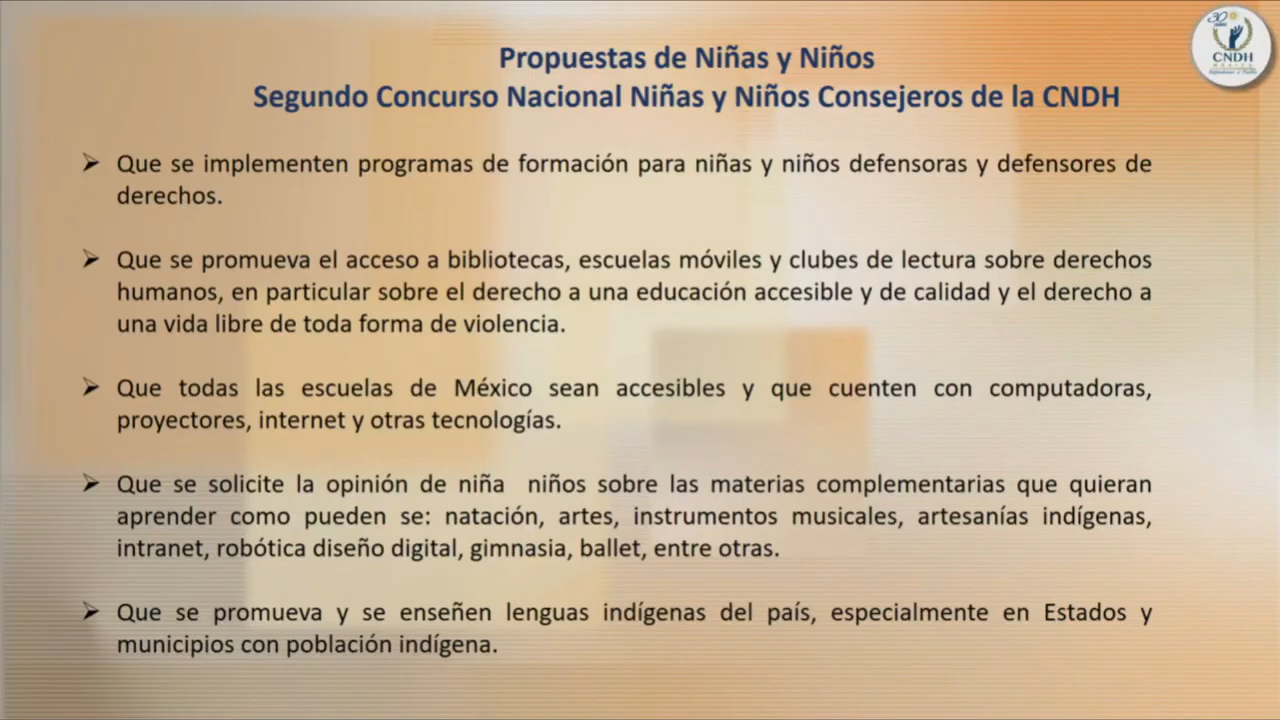 Propuestas de Niñas y Niños
Segundo Concurso Nacional Niñas y Niños Consejeros de la CNDH
Que se implementen programas de formación para niñas y niños defensoras y defensores de
derechos.
Que se promueva el acceso a bibliotecas, escuelas móviles y clubes de lectura sobre derechos
humanos, en particular sobre el derecho a una educación accesible y de calidad y el derecho a
una vida libre de toda forma de violencia.
Que todas las escuelas de México sean accesibles y que cuenten con computadoras,
proyectores, internet y otras tecnologías.
Que se solicite la opinión de niña niños sobre las materias complementarias que quieran
aprender como pueden se: natación, artes, instrumentos musicales, artesanías indígenas,
intranet, robótica diseño digital, gimnasia, ballet, entre otras.
Que se promueva y se enseñen lenguas indígenas del país, especialmente en Estados y
municipios con población indígena.
30
CNDH
MÉXICO